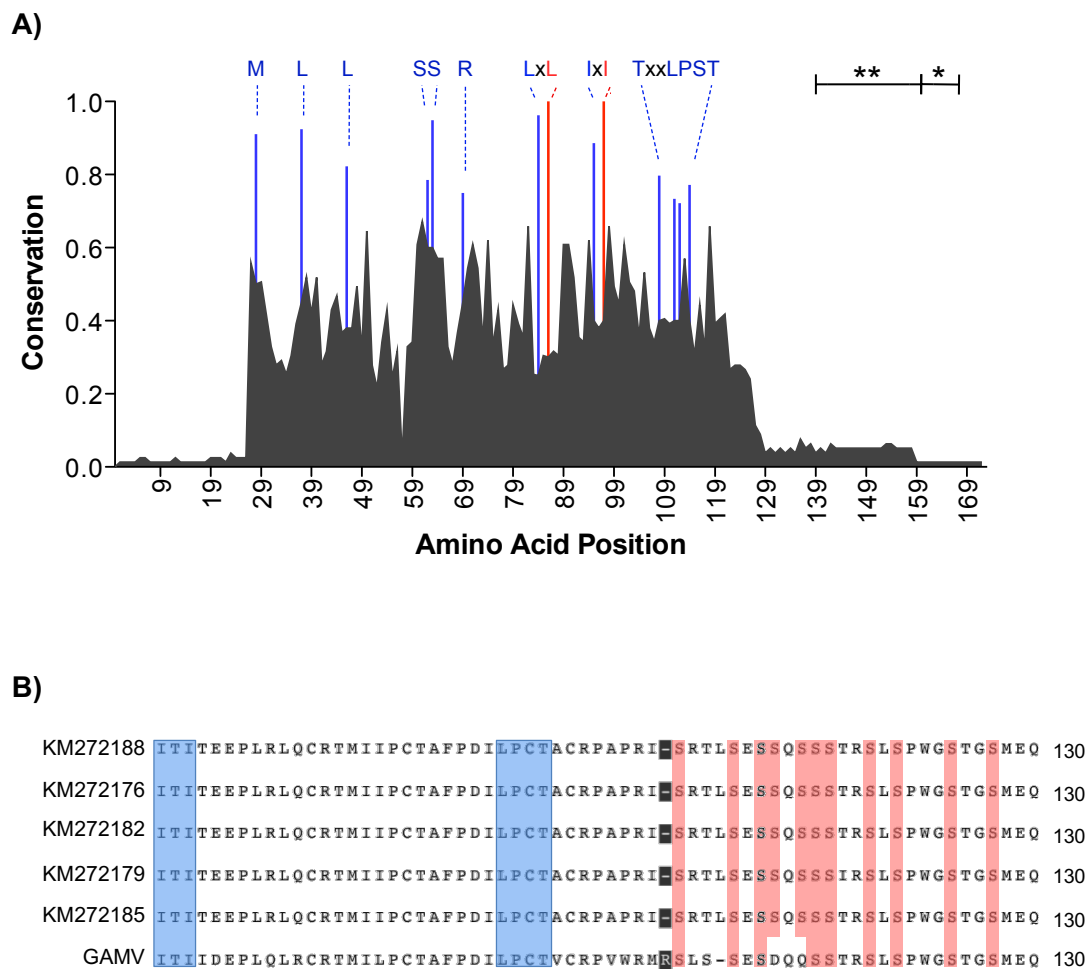 A)
M L L SS R LxL IxI TxxLPST ** *
1.0
0.8
0.6
0.4
0.2
0.0
Conservation
9 19 29 39 49 59 69 79 89 99 109 119 129 139 149 159 169
Amino Acid Position
B)
KM272188 ITITEEPLRLQCRTMIIPCTAFPDILPCTACRPAPRI-SRTLSESSQSSSTRSLSPWGSTGSMEQ 130
KM272176 ITITEEPLRLQCRTMIIPCTAFPDILPCTACRPAPRI-SRTLSESSQSSSTRSLSPWGSTGSMEQ 130
KM272182 ITITEEPLRLQCRTMIIPCTAFPDILPCTACRPAPRI-SRTLSESSQSSSTRSLSPWGSTGSMEQ 130
KM272179 ITITEEPLRLQCRTMIIPCTAFPDILPCTACRPAPRI-SRTLSESSQSSSIRSLSPWGSTGSMEQ 130
KM272185 ITITEEPLRLQCRTMIIPCTAFPDILPCTACRPAPRI-SRTLSESSQSSSTRSLSPWGSTGSMEQ 130
GAMV ITIIDEPLRLQLRCRTMILPCTAFPDILPCTVCRPVWRMRSLS-SESDQQSSSTRSLSPWGSTGSMEQ 130